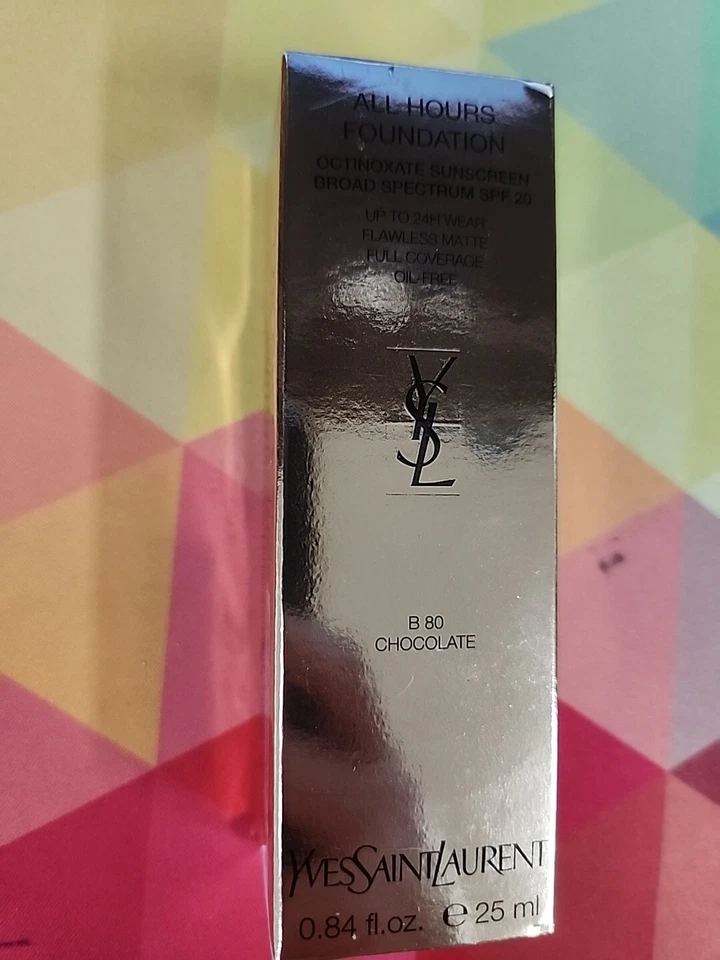 ALL HOURS
FOUNDATION
OCTINOXATE SUNSCREEN
BROAD SPECTRUM SPF 20
UP TO 24H WEAR
FLAWLESS MATTE
FULL COVERAGE
OIL-FREE
YSL
B 80
CHOCOLATE
YVESSAINTLAURENT
0.84 fl.oz. e 25 ml